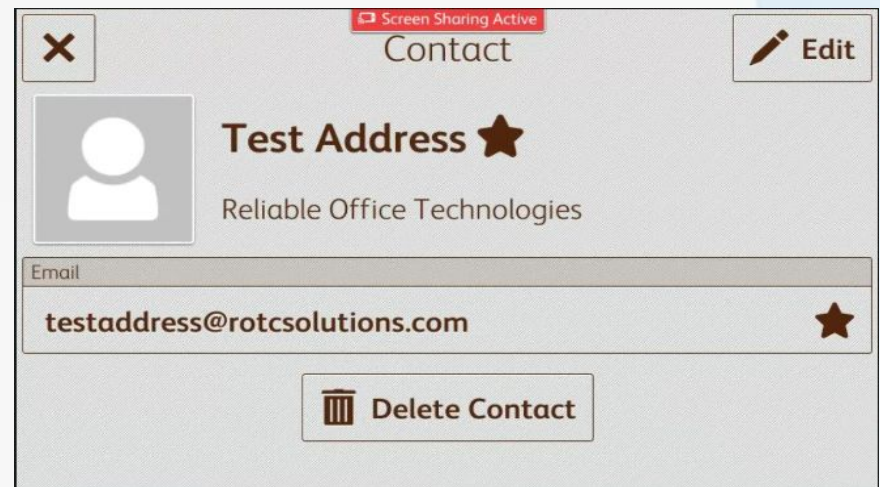 Screen Sharing Active
Contact
Edit
Test Address
Reliable Office Technologies
Email
testaddress@rotcsolutions.com
Delete Contact